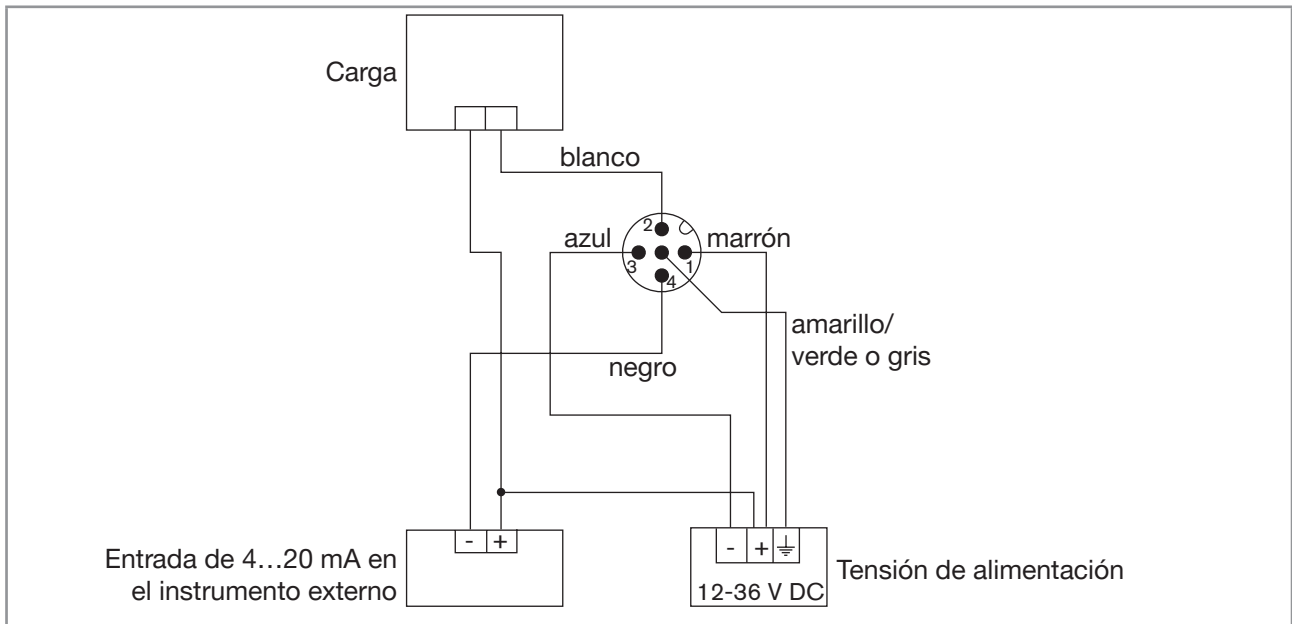 Carga
blanco
azul
marrón
2
3
1
4
amarillo/
verde o gris
negro
- +
- +
Entrada de 4…20 mA en
el instrumento externo
Tensión de alimentación
12-36 V DC